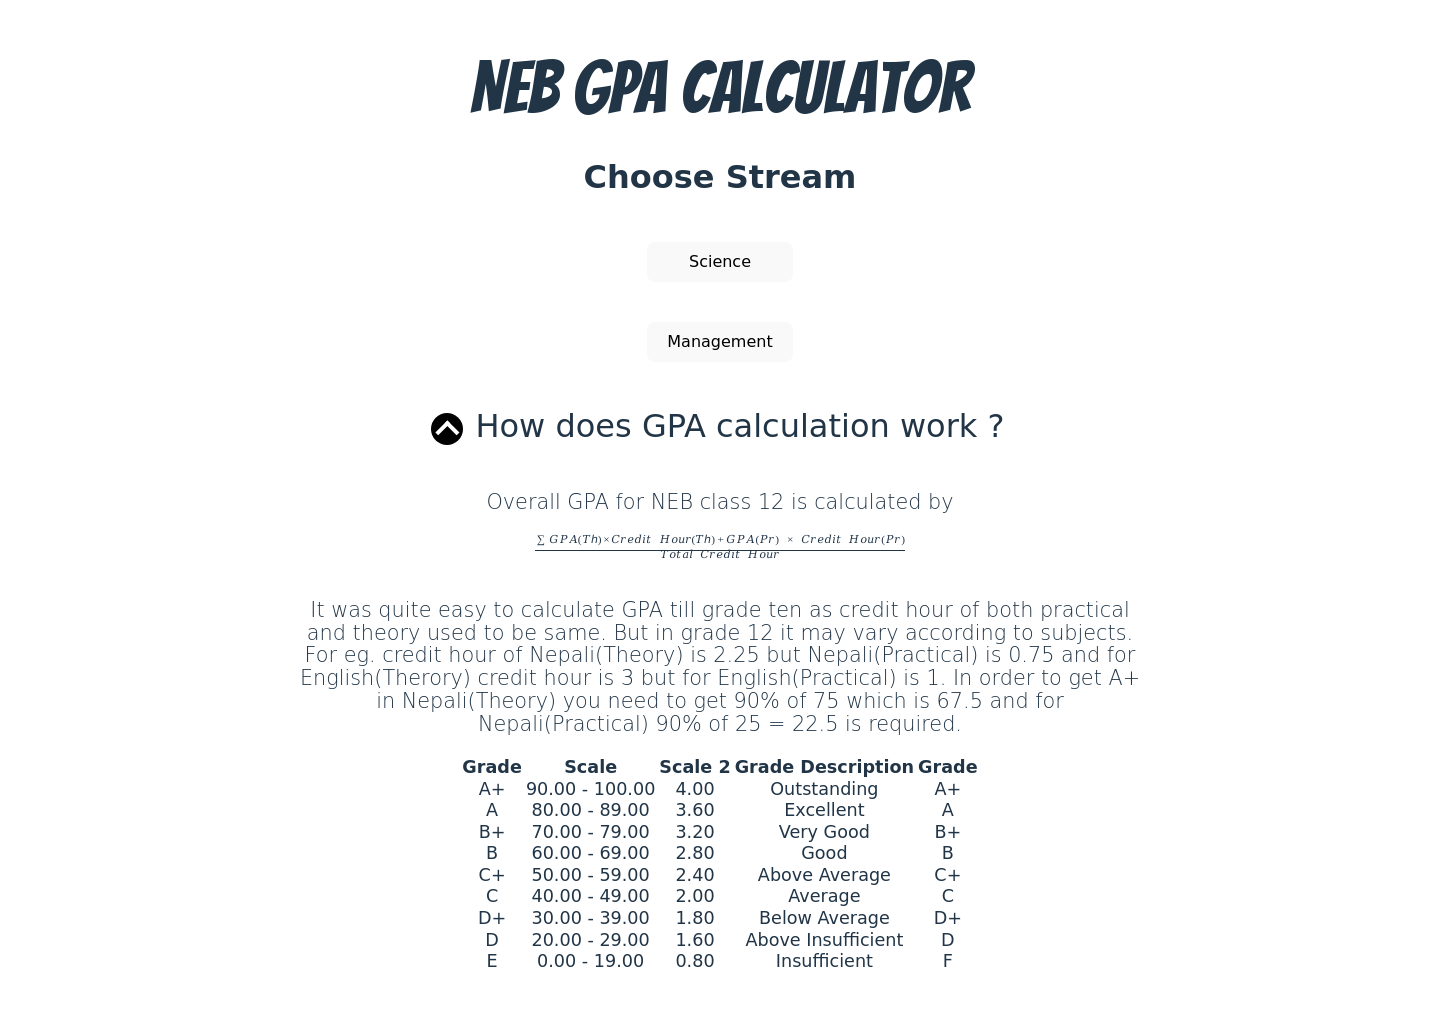 NEB GPA CALCULATOR
Choose Stream
Science
Management
How does GPA calculation work ?
Overall GPA for NEB class 12 is calculated by
∑ GPA(Th)×Credit Hour(Th)+GPA(Pr) × Credit Hour(Pr)
Total Credit Hour
It was quite easy to calculate GPA till grade ten as credit hour of both practical
and theory used to be same. But in grade 12 it may vary according to subjects.
For eg. credit hour of Nepali(Theory) is 2.25 but Nepali(Practical) is 0.75 and for
English(Therory) credit hour is 3 but for English(Practical) is 1. In order to get A+
in Nepali(Theory) you need to get 90% of 75 which is 67.5 and for
Nepali(Practical) 90% of 25 = 22.5 is required.
Grade Scale Scale 2 Grade Description Grade
A+ 90.00 - 100.00 4.00 Outstanding A+
A 80.00 - 89.00 3.60 Excellent A
B+ 70.00 - 79.00 3.20 Very Good B+
B 60.00 - 69.00 2.80 Good B
C+ 50.00 - 59.00 2.40 Above Average C+
C 40.00 - 49.00 2.00 Average C
D+ 30.00 - 39.00 1.80 Below Average D+
D 20.00 - 29.00 1.60 Above Insufficient D
E 0.00 - 19.00 0.80 Insufficient F